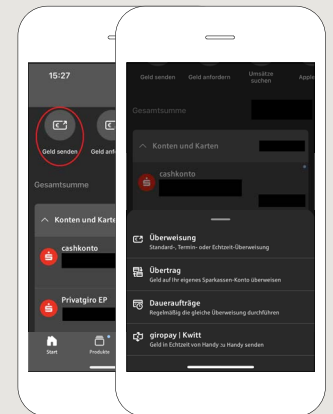 15:27
Geld senden
Geld anf
Gesamtsumme
Konten und Karte
cashkonto
Privatgiro EP
Start
Produkte
Geld senden
Geld anfordern
Umsätze
suchen
Apple
Gesamtsumme
Konten und Karten
cashkonto
Überweisung
Standard-, Termin- oder Echtzeit-Überweisung
Übertrag
Geld auf Ihr eigenes Sparkassen-Konto überweisen
Daueraufträge
Regelmäßig die gleiche Überweisung durchführen
giropay | Kwitt
Geld in Echtzeit von Handy zu Handy senden